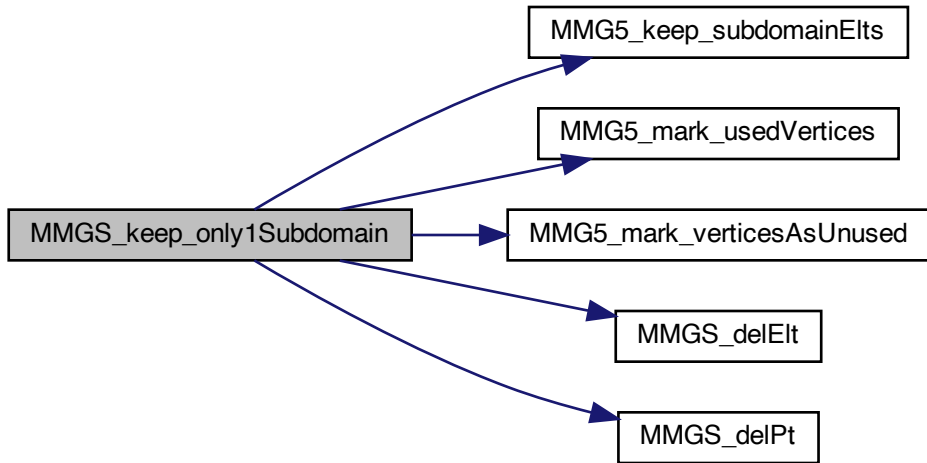 MMG5_keep_subdomainElts
MMG5_mark_usedVertices
MMGS_keep_only1Subdomain
MMG5_mark_verticesAsUnused
MMGS_delElt
MMGS_delPt